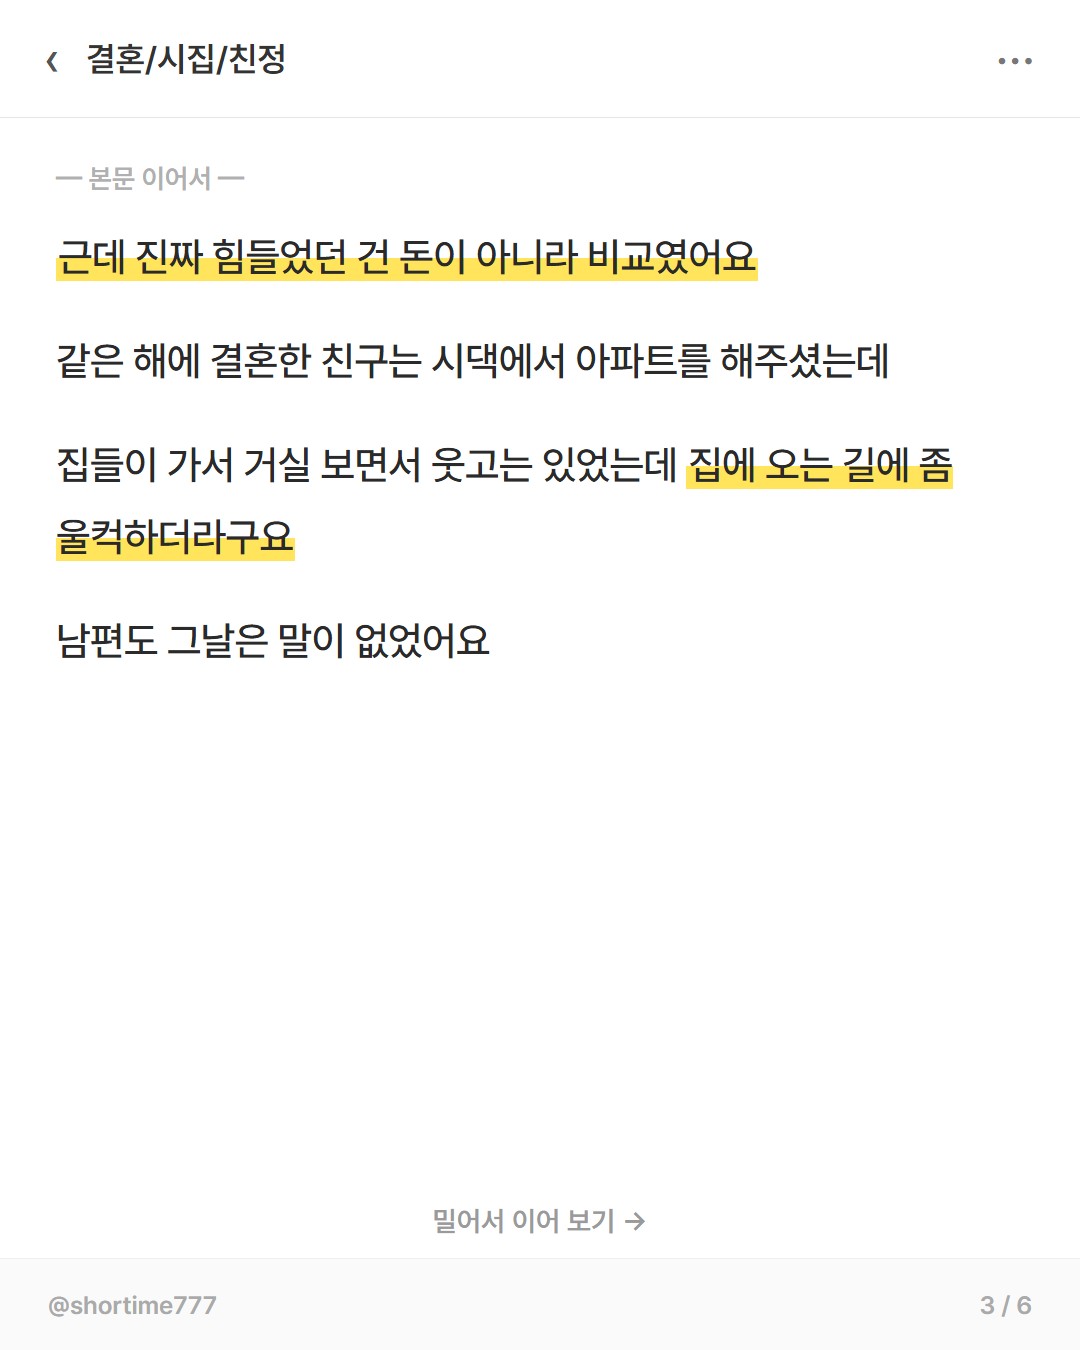 ‹ 결혼/시집/친정 •••
— 본문 이어서 —
근데 진짜 힘들었던 건 돈이 아니라 비교였어요
같은 해에 결혼한 친구는 시댁에서 아파트를 해주셨는데
집들이 가서 거실 보면서 웃고는 있었는데 집에 오는 길에 좀
울컥하더라구요
남편도 그날은 말이 없었어요
밀어서 이어 보기 →
@shortime777 3 / 6